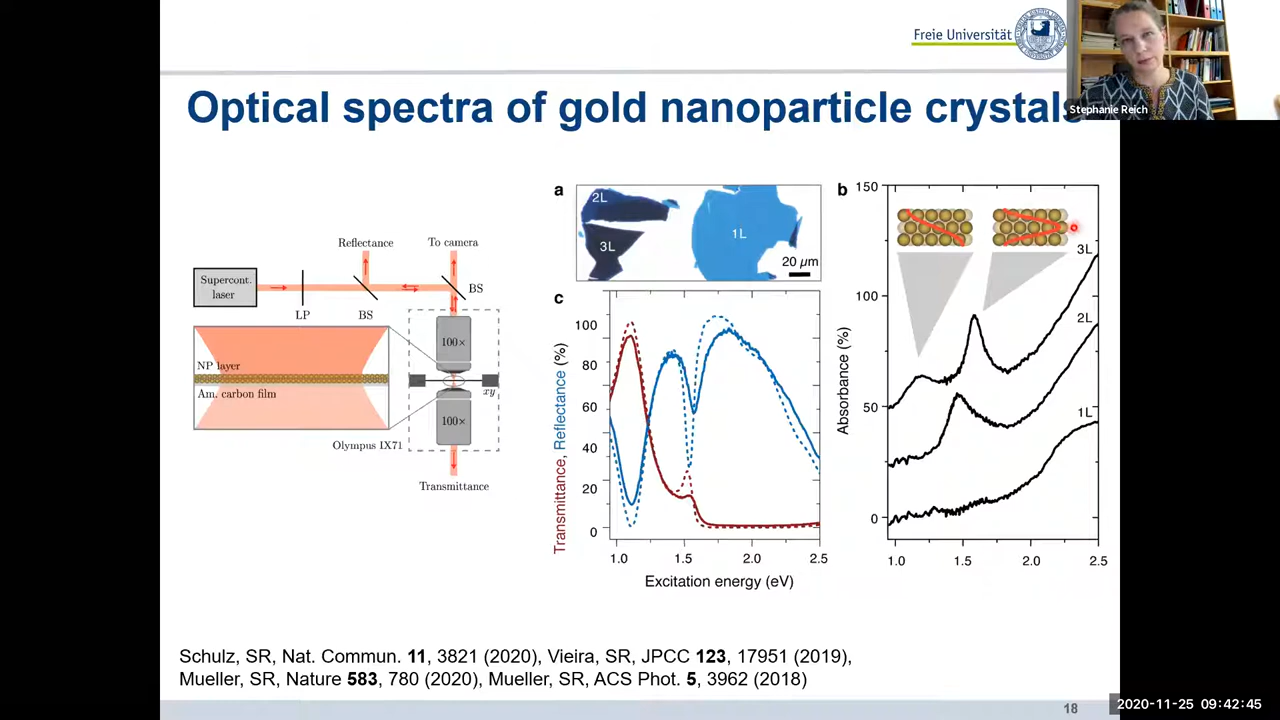 Freie Universität
Stephanie Reich
Optical spectra of gold nanoparticle crystals
Reflectance
To camera
Supercont.
laser
LP
BS
BS
100×
NP layer
Am. carbon film
xy
100×
Olympus IX71
Transmittance
a
2L
3L
1L
20 µm
c
100
80
60
40
20
0
Transmittance, Reflectance (%)
1.0
1.5
2.0
2.5
Excitation energy (eV)
b
150
100
50
0
Absorbance (%)
3L
2L
1L
1.0
1.5
2.0
2.5
Schulz, SR, Nat. Commun. 11, 3821 (2020), Vieira, SR, JPCC 123, 17951 (2019),
Mueller, SR, Nature 583, 780 (2020), Mueller, SR, ACS Phot. 5, 3962 (2018)
18
2020-11-25 09:42:45